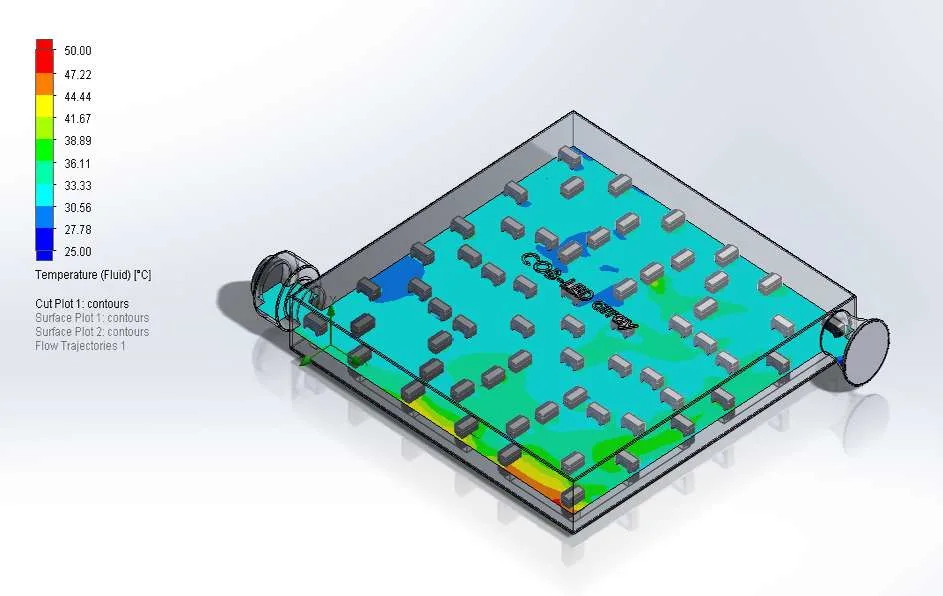 50.00
47.22
44.44
41.67
38.89
36.11
33.33
30.56
27.78
25.00
Temperature (Fluid) [°C]
Cut Plot 1: contours
Surface Plot 1: contours
Surface Plot 2: contours
Flow Trajectories 1
COB-LED array